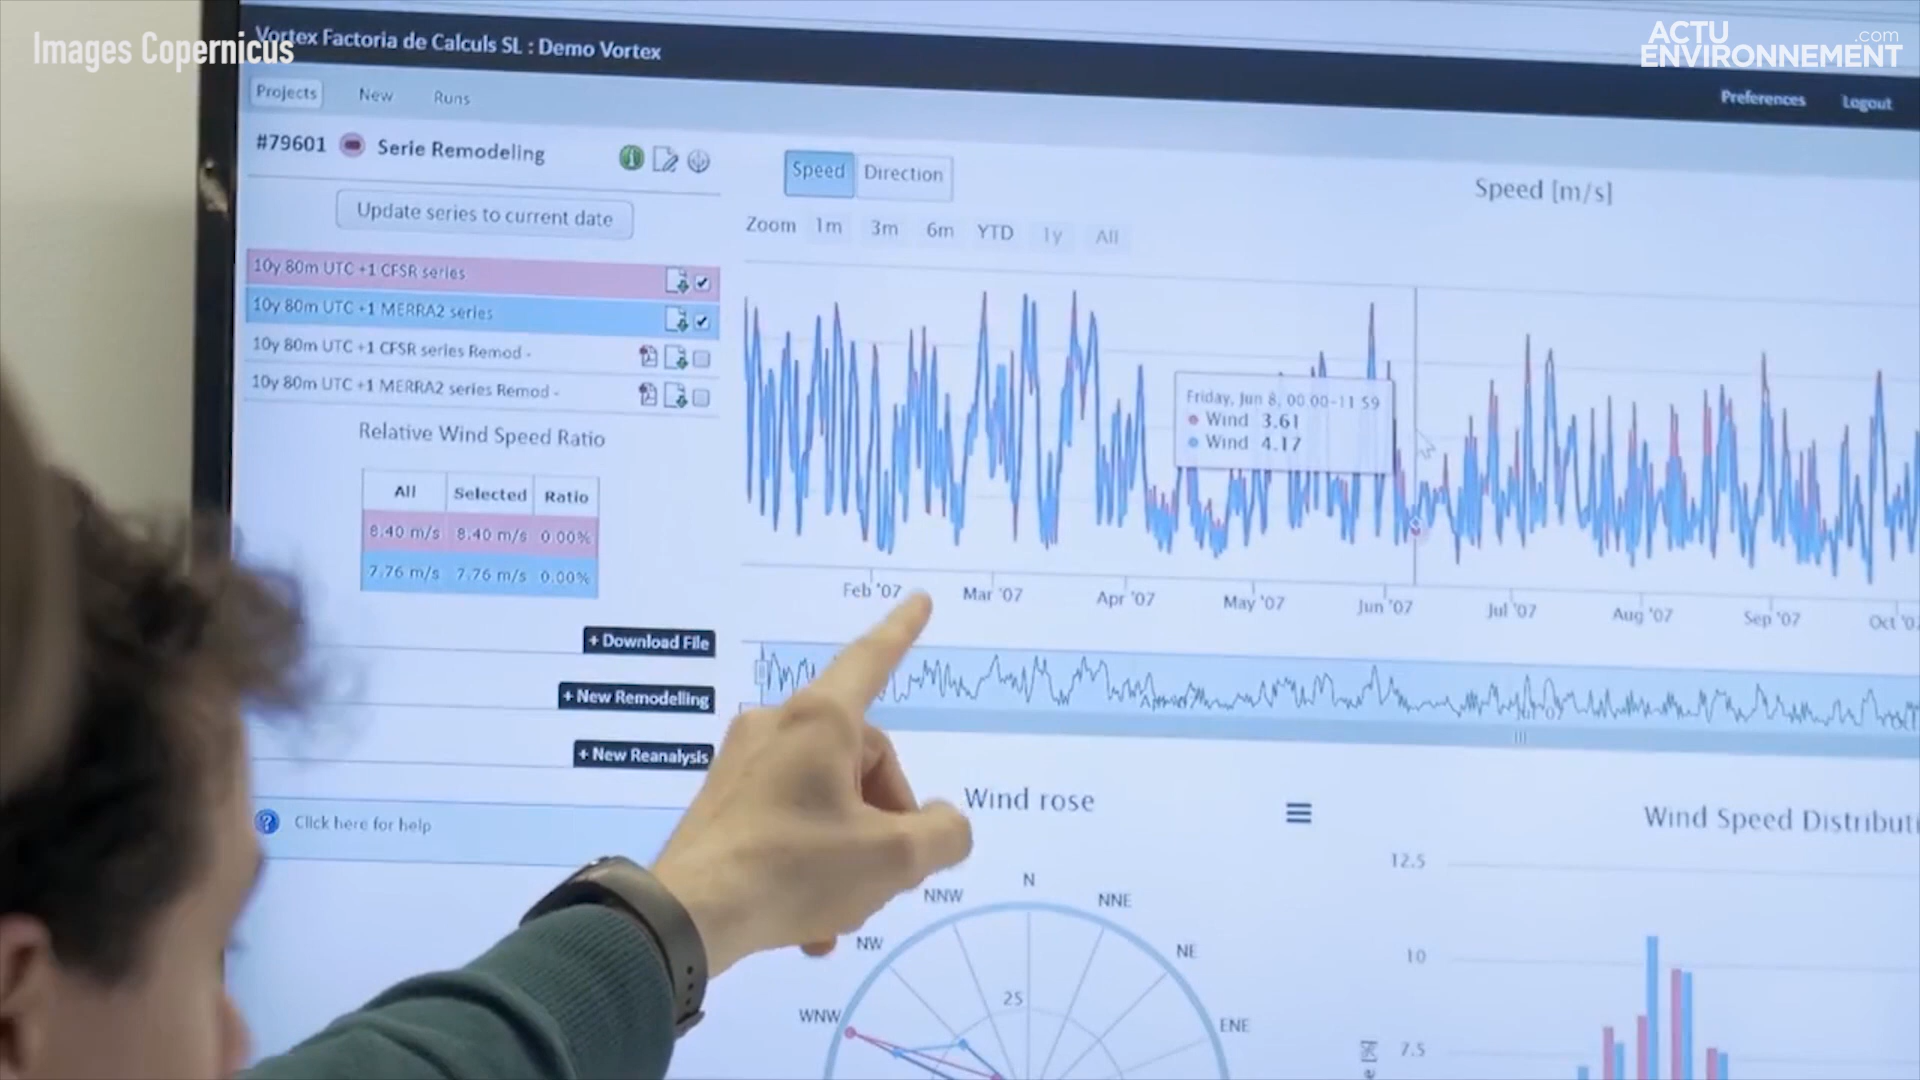 Images Copernicus
ACTU
ENVIRONNEMENT
.com
Vortex Factoria de Calculs SL : Demo Vortex
Projects New Runs
Preferences Logout
#79601 Serie Remodeling
Update series to current date
10y 80m UTC +1 CFSR series
10y 80m UTC +1 MERRA2 series
10y 80m UTC +1 CFSR series Remod -
10y 80m UTC +1 MERRA2 series Remod -
Relative Wind Speed Ratio
All Selected Ratio
8.40 m/s 8.40 m/s 0.00%
7.76 m/s 7.76 m/s 0.00%
+ Download File
+ New Remodelling
+ New Reanalysis
? Click here for help
Speed Direction
Speed [m/s]
Zoom 1m 3m 6m YTD 1y All
Friday, Jun 8, 00:00-11:59
Wind 3.61
Wind 4.17
Feb '07 Mar '07 Apr '07 May '07 Jun '07 Jul '07 Aug '07 Sep '07 Oct '0
Wind rose
N
NNW NNE
NW NE
WNW ENE
25
Wind Speed Distribut
12.5
10
7.5